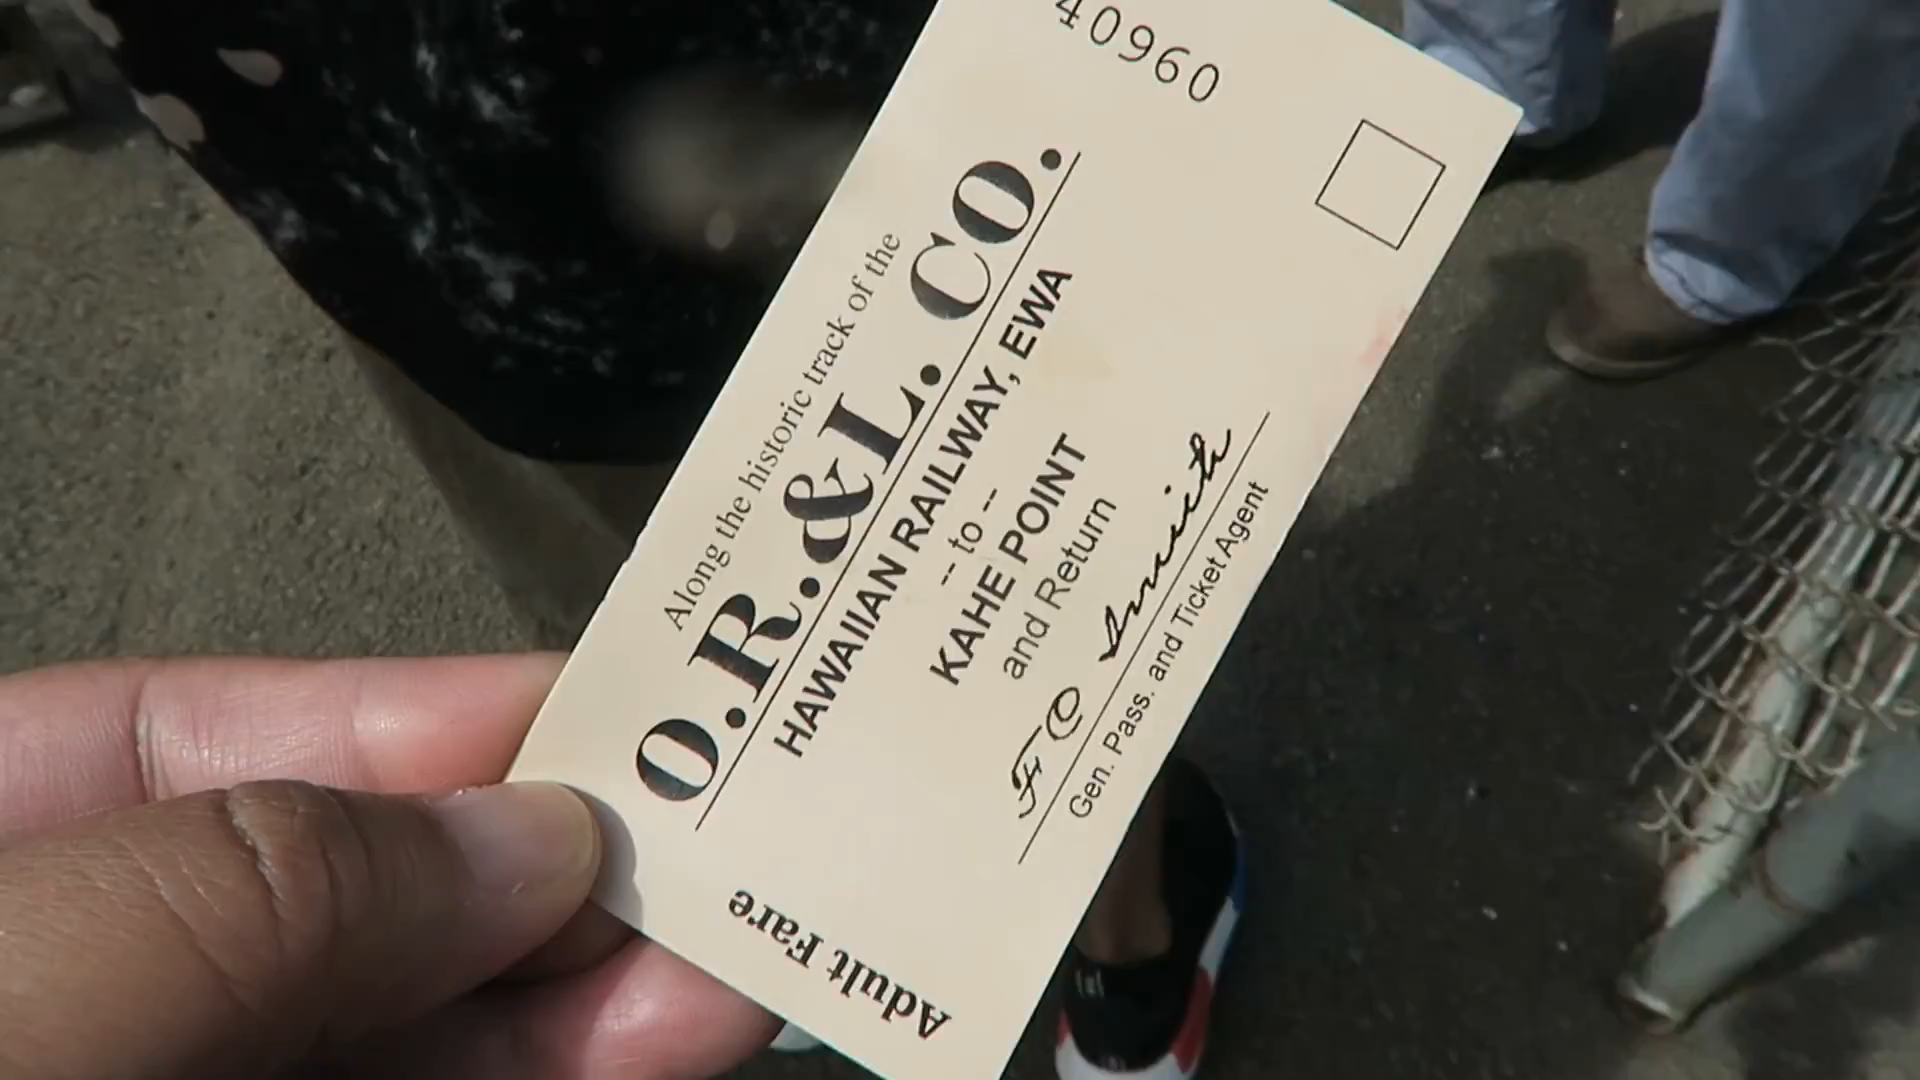 40960
Along the historic track of the
O.R.&L. CO.
HAWAIIAN RAILWAY, EWA
-- to --
KAHE POINT
and Return
F C Smith
Gen. Pass. and Ticket Agent
Adult Fare